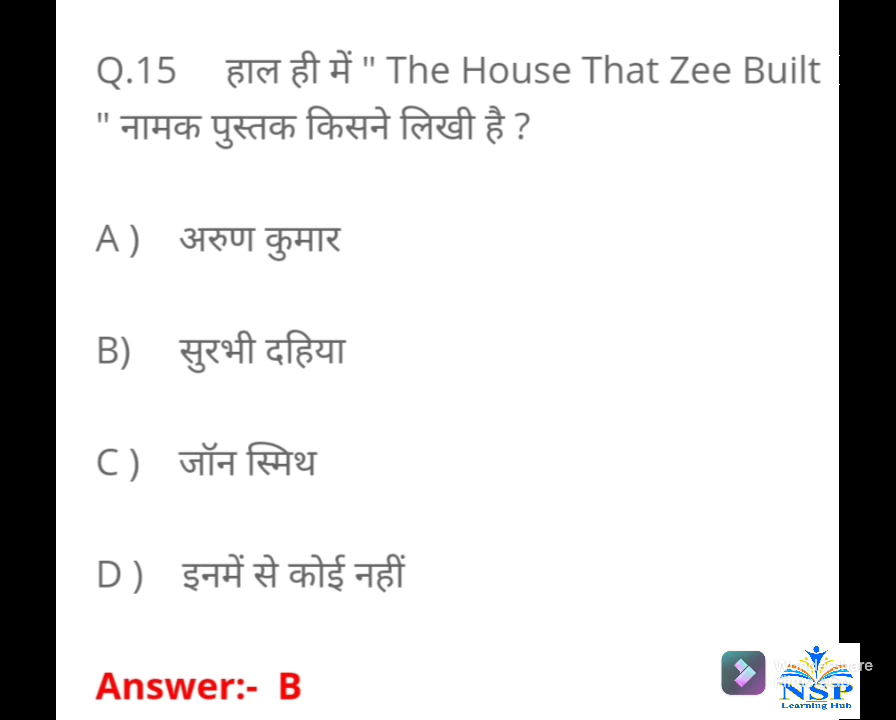 Q.15 हाल ही में " The House That Zee Built
" नामक पुस्तक किसने लिखी है ?
A ) अरुण कुमार
B) सुरभी दहिया
C ) जॉन स्मिथ
D ) इनमें से कोई नहीं
Answer:- B
NSP
Learning Hub